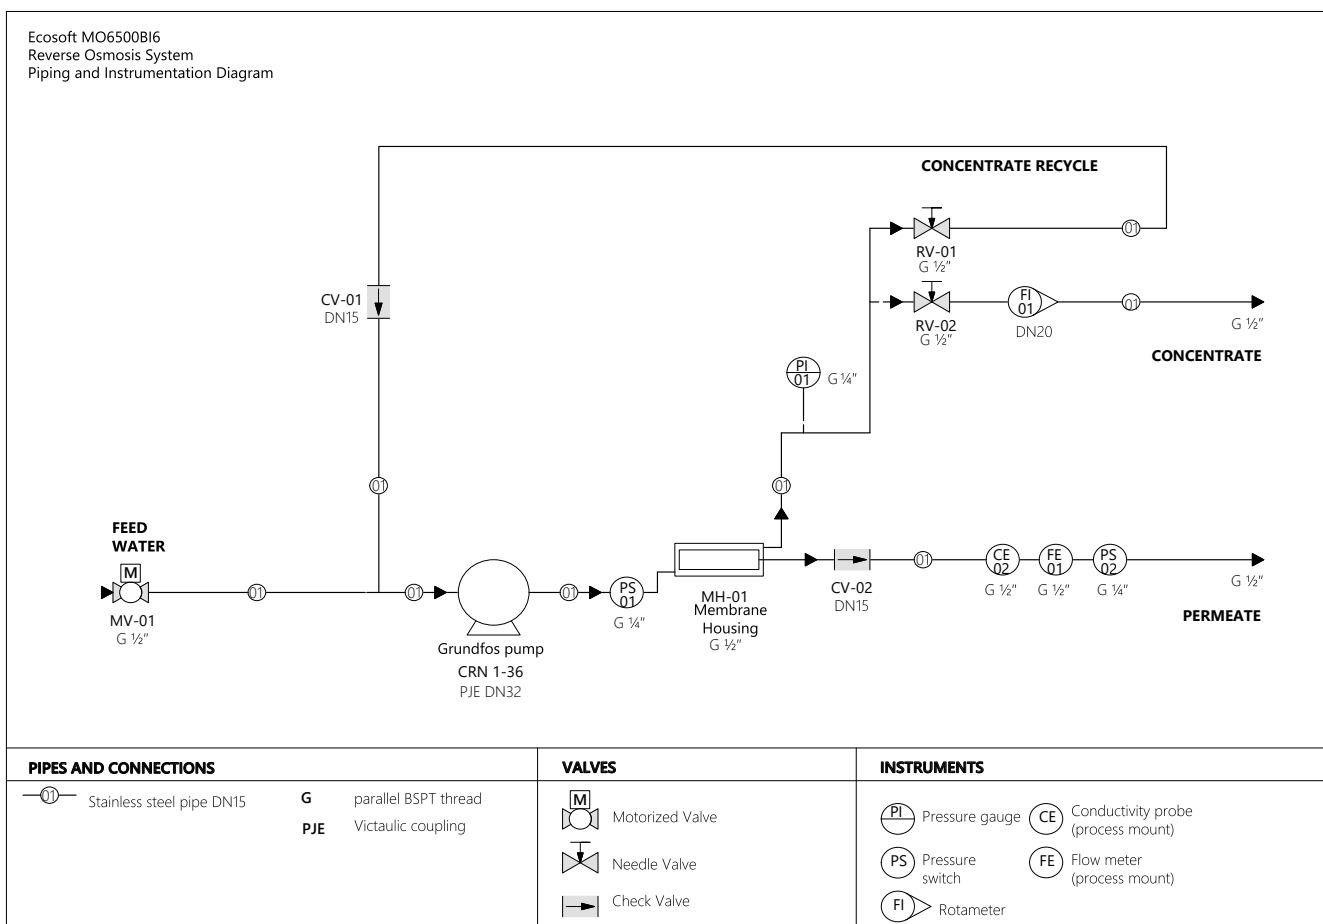 Ecosoft MO6500BI6
Reverse Osmosis System
Piping and Instrumentation Diagram
CONCENTRATE RECYCLE
01
RV-01
G ½"
CV-01
DN15
FI
01
01
RV-02
G ½"
DN20
G ½"
CONCENTRATE
PI
01
G ¼"
01
01
FEED
WATER
M
01
MV-01
G ½"
01
Grundfos pump
CRN 1-36
PJE DN32
01
PS
01
G ¼"
MH-01
Membrane
Housing
G ½"
CV-02
DN15
01
CE
02
G ½"
FE
01
G ½"
PS
02
G ¼"
G ½"
PERMEATE
PIPES AND CONNECTIONS
01 Stainless steel pipe DN15
G parallel BSPT thread
PJE Victaulic coupling
VALVES
M Motorized Valve
Needle Valve
Check Valve
INSTRUMENTS
PI Pressure gauge
CE Conductivity probe
(process mount)
PS Pressure
switch
FE Flow meter
(process mount)
FI Rotameter